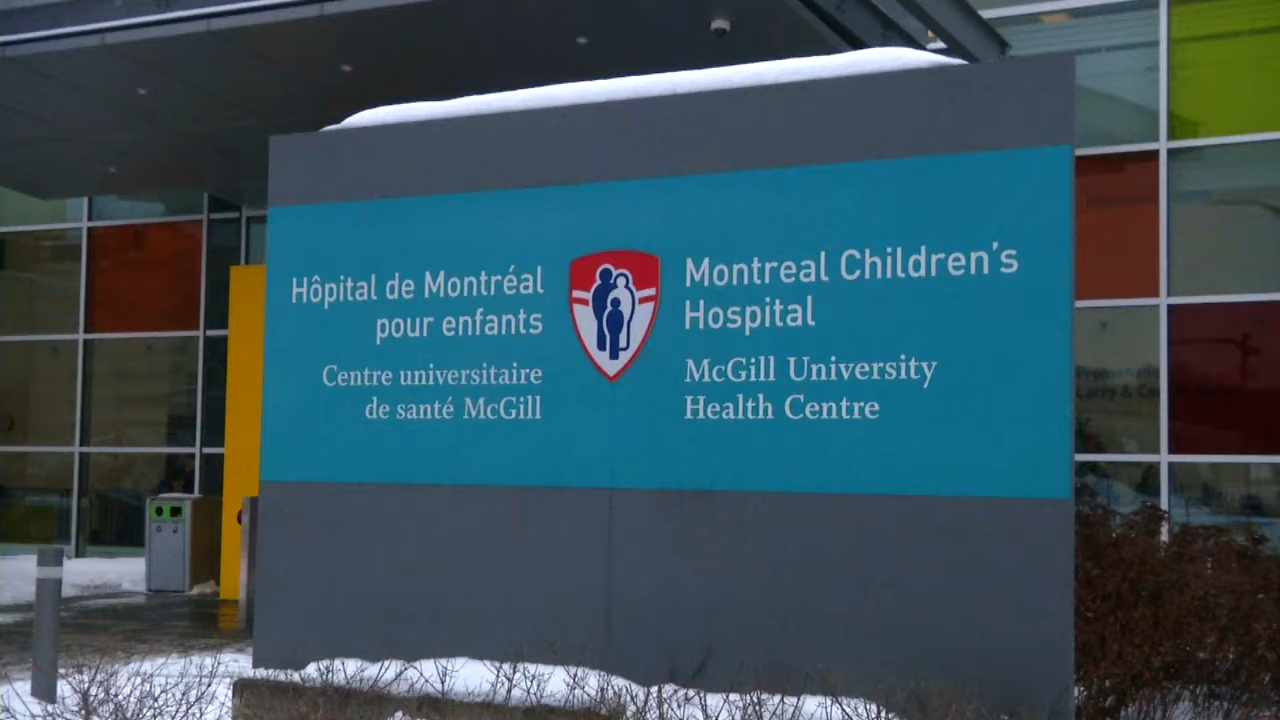 Hôpital de Montréal
pour enfants
Centre universitaire
de santé McGill
Montreal Children's
Hospital
McGill University
Health Centre